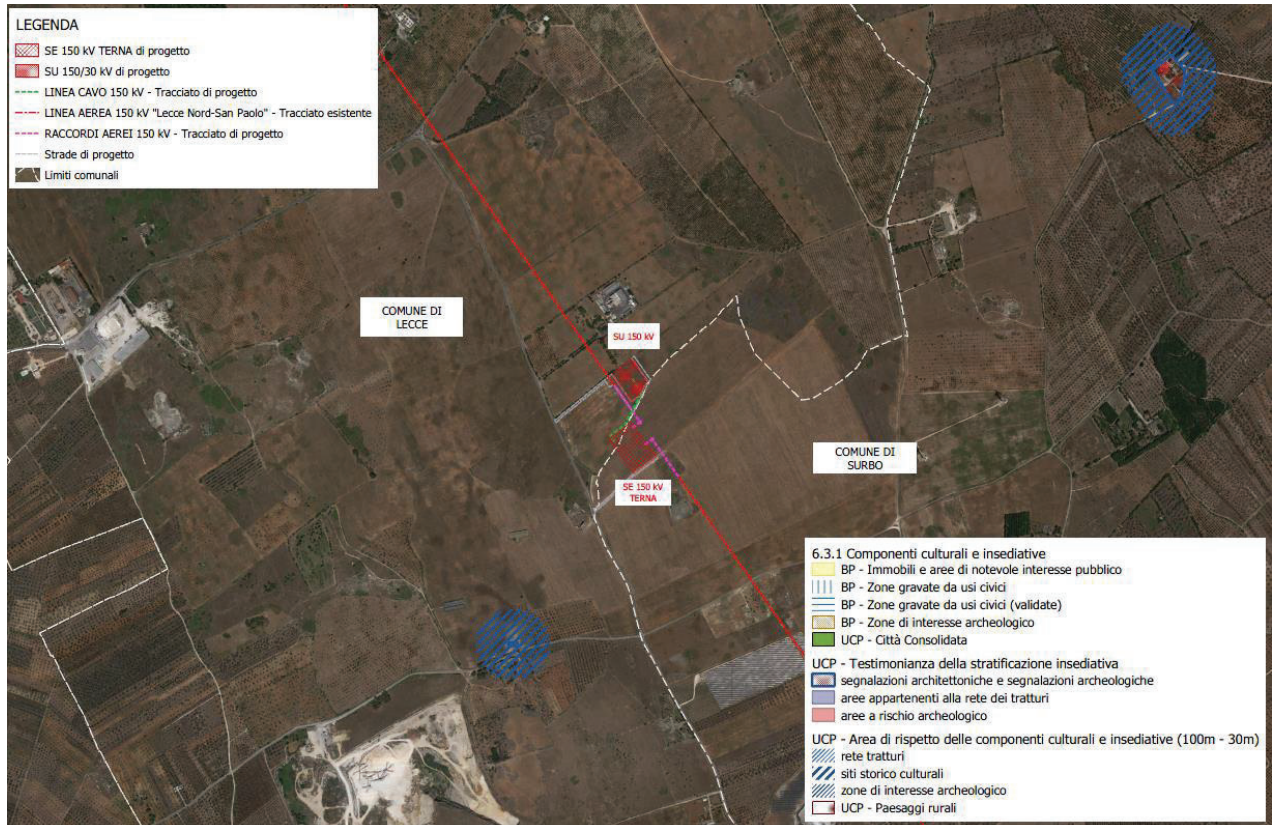 LEGENDA
SE 150 kV TERNA di progetto
SU 150/30 kV di progetto
LINEA CAVO 150 kV - Tracciato di progetto
LINEA AEREA 150 kV "Lecce Nord-San Paolo" - Tracciato esistente
RACCORDI AEREI 150 kV - Tracciato di progetto
Strade di progetto
Limiti comunali
COMUNE DI
LECCE
SU 150 kV
COMUNE DI
SURBO
SE 150 kV
TERNA
6.3.1 Componenti culturali e insediative
BP - Immobili e aree di notevole interesse pubblico
BP - Zone gravate da usi civici
BP - Zone gravate da usi civici (validate)
BP - Zone di interesse archeologico
UCP - Città Consolidata
UCP - Testimonianza della stratificazione insediativa
segnalazioni architettoniche e segnalazioni archeologiche
aree appartenenti alla rete dei tratturi
aree a rischio archeologico
UCP - Area di rispetto delle componenti culturali e insediative (100m - 30m)
rete tratturi
siti storico culturali
zone di interesse archeologico
UCP - Paesaggi rurali